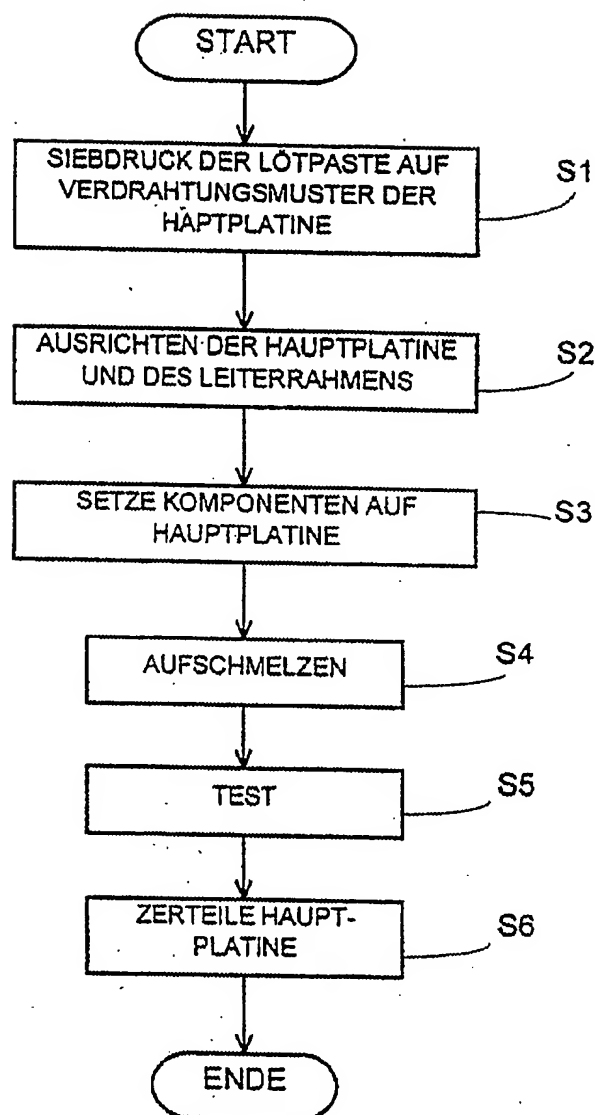 START
SIEBDRUCK DER LÖTPASTE AUF
VERDRAHTUNGSMUSTER DER
HAPTPLATINE
S1
AUSRICHTEN DER HAUPTPLATINE
UND DES LEITERRAHMENS
S2
SETZE KOMPONENTEN AUF
HAUPTPLATINE
S3
AUFSCHMELZEN
S4
TEST
S5
ZERTEILE HAUPT-
PLATINE
S6
ENDE